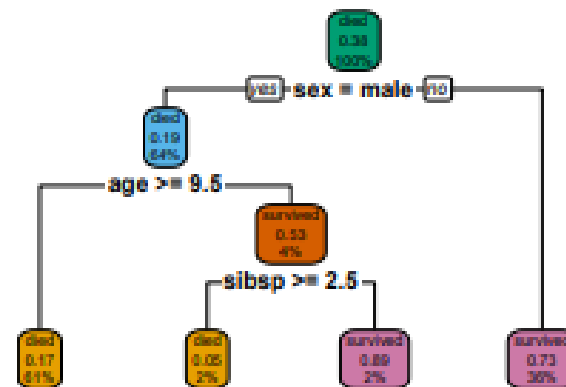 died
0.38
100%
yes sex = male no
died
0.19
64%
age >= 9.5
survived
0.53
4%
sibsp >= 2.5
died
0.17
61%
died
0.05
2%
survived
0.89
2%
survived
0.73
36%